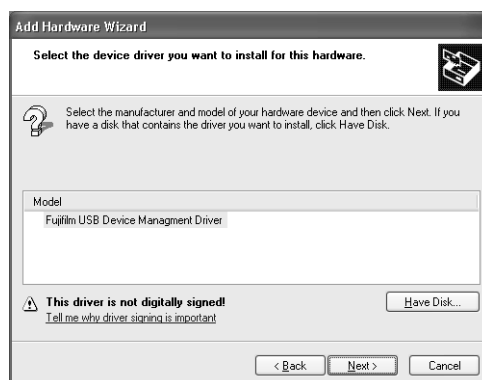 Add Hardware Wizard
Select the device driver you want to install for this hardware.
Select the manufacturer and model of your hardware device and then click Next. If you
have a disk that contains the driver you want to install, click Have Disk.
Model
Fujifilm USB Device Managment Driver
This driver is not digitally signed!
Tell me why driver signing is important
Have Disk...
< Back
Next >
Cancel